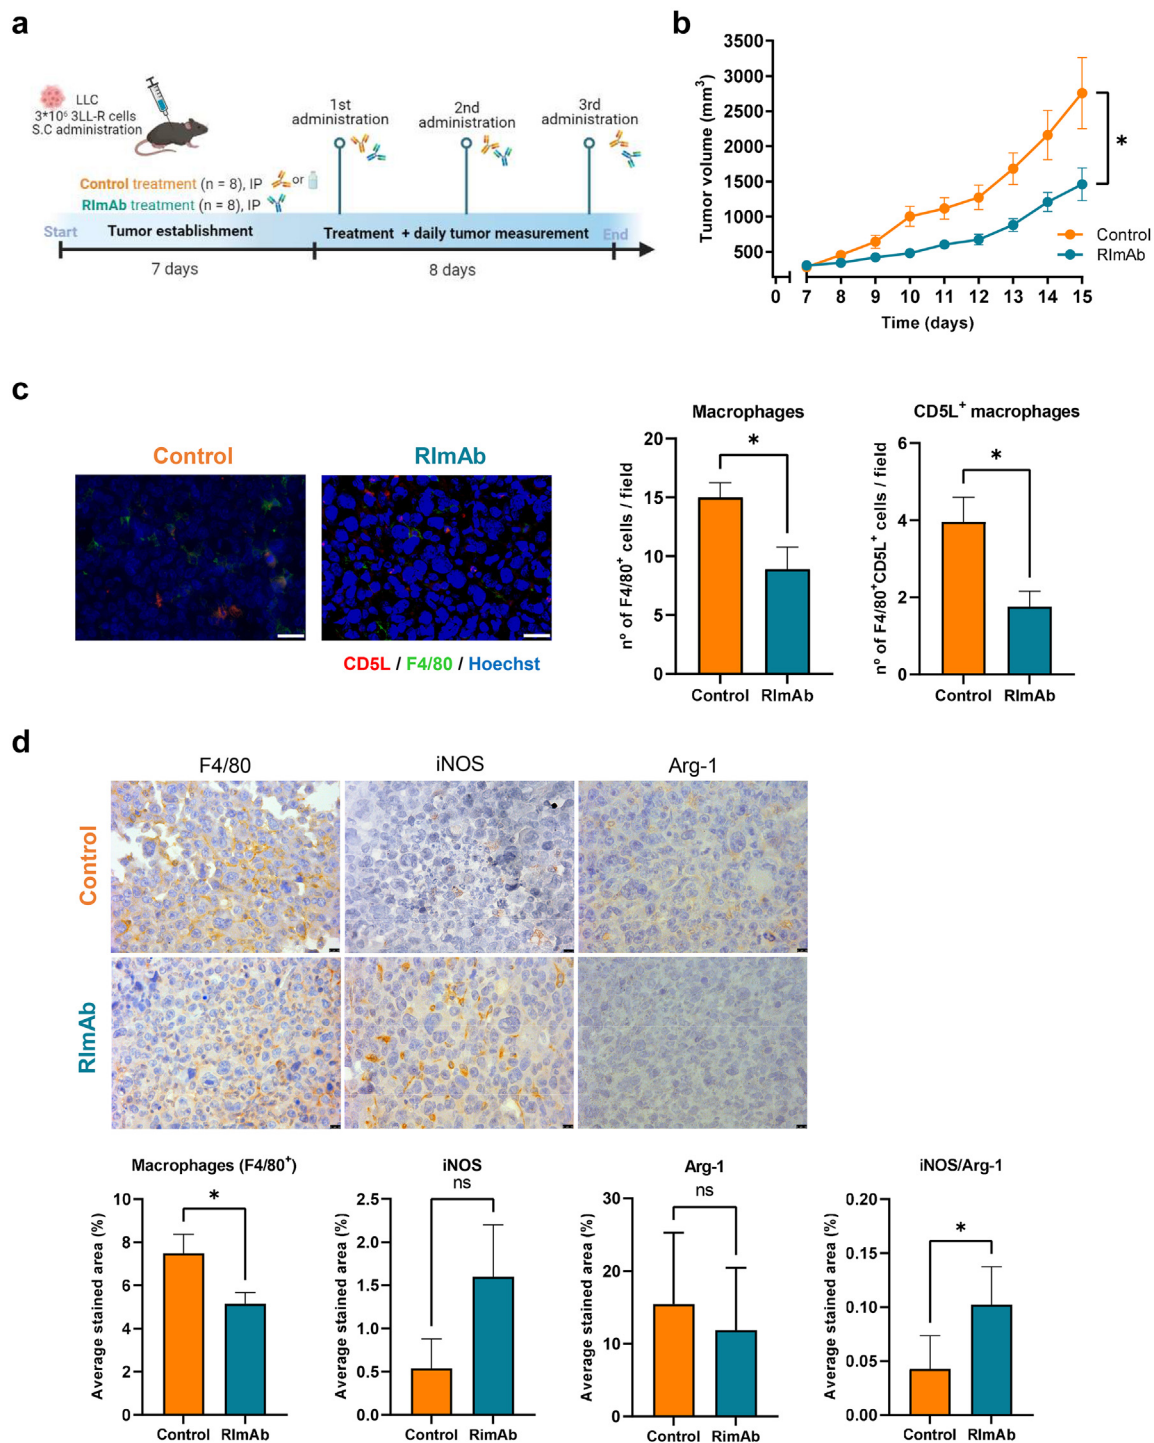 a
LLC
3*10⁶ 3LL-R cells
S.C administration
1st
administration
2nd
administration
3rd
administration
Control treatment (n = 8), IP or
RImAb treatment (n = 8), IP
Start
Tumor establishment
Treatment + daily tumor measurement
End
7 days
8 days
b
Tumor volume (mm³)
3500
3000
2500
2000
1500
1000
500
*
Control
RImAb
0 7 8 9 10 11 12 13 14 15
Time (days)
c
Control
RImAb
CD5L / F4/80 / Hoechst
Macrophages
nº of F4/80⁺ cells / field
20
15
10
5
0
*
Control RImAb
CD5L⁺ macrophages
nº of F4/80⁺CD5L⁺ cells / field
6
4
2
0
*
Control RImAb
d
F4/80 iNOS Arg-1
Control
RImAb
Macrophages (F4/80⁺)
Average stained area (%)
10
8
6
4
2
0
*
Control RImAb
iNOS
ns
Average stained area (%)
2.5
2.0
1.5
1.0
0.5
0.0
Control RImAb
Arg-1
ns
Average stained area (%)
30
20
10
0
Control RimAb
iNOS/Arg-1
Average stained area (%)
0.20
0.15
0.10
0.05
0.00
*
Control RImAb